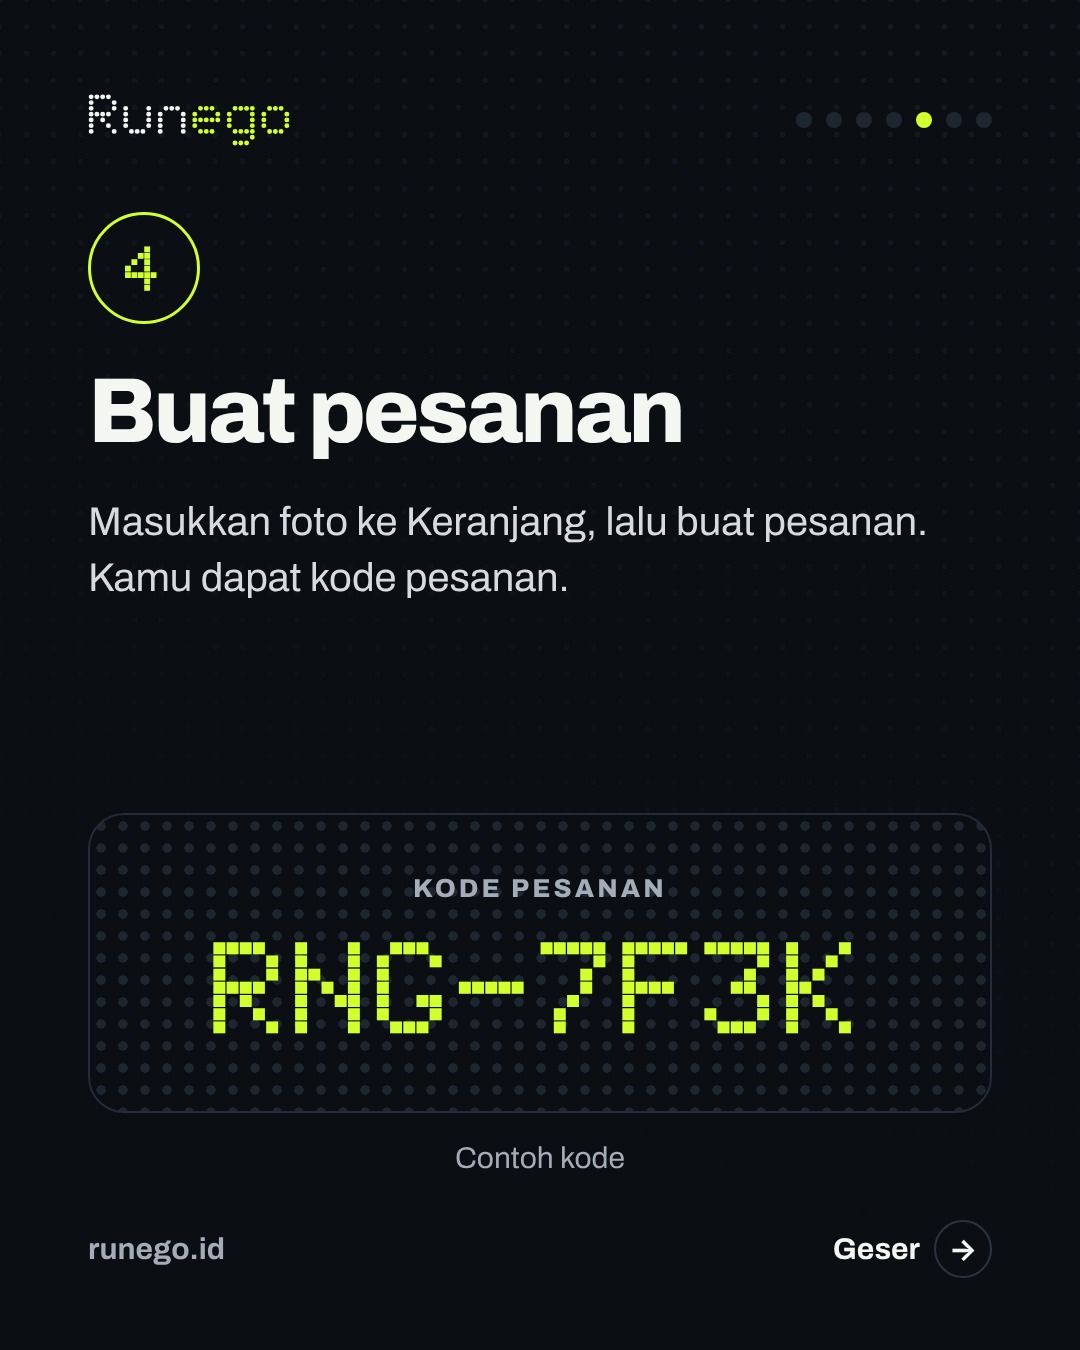 Runego
4
Buat pesanan
Masukkan foto ke Keranjang, lalu buat pesanan.
Kamu dapat kode pesanan.
KODE PESANAN
RNG-7F3K
Contoh kode
runego.id
Geser →